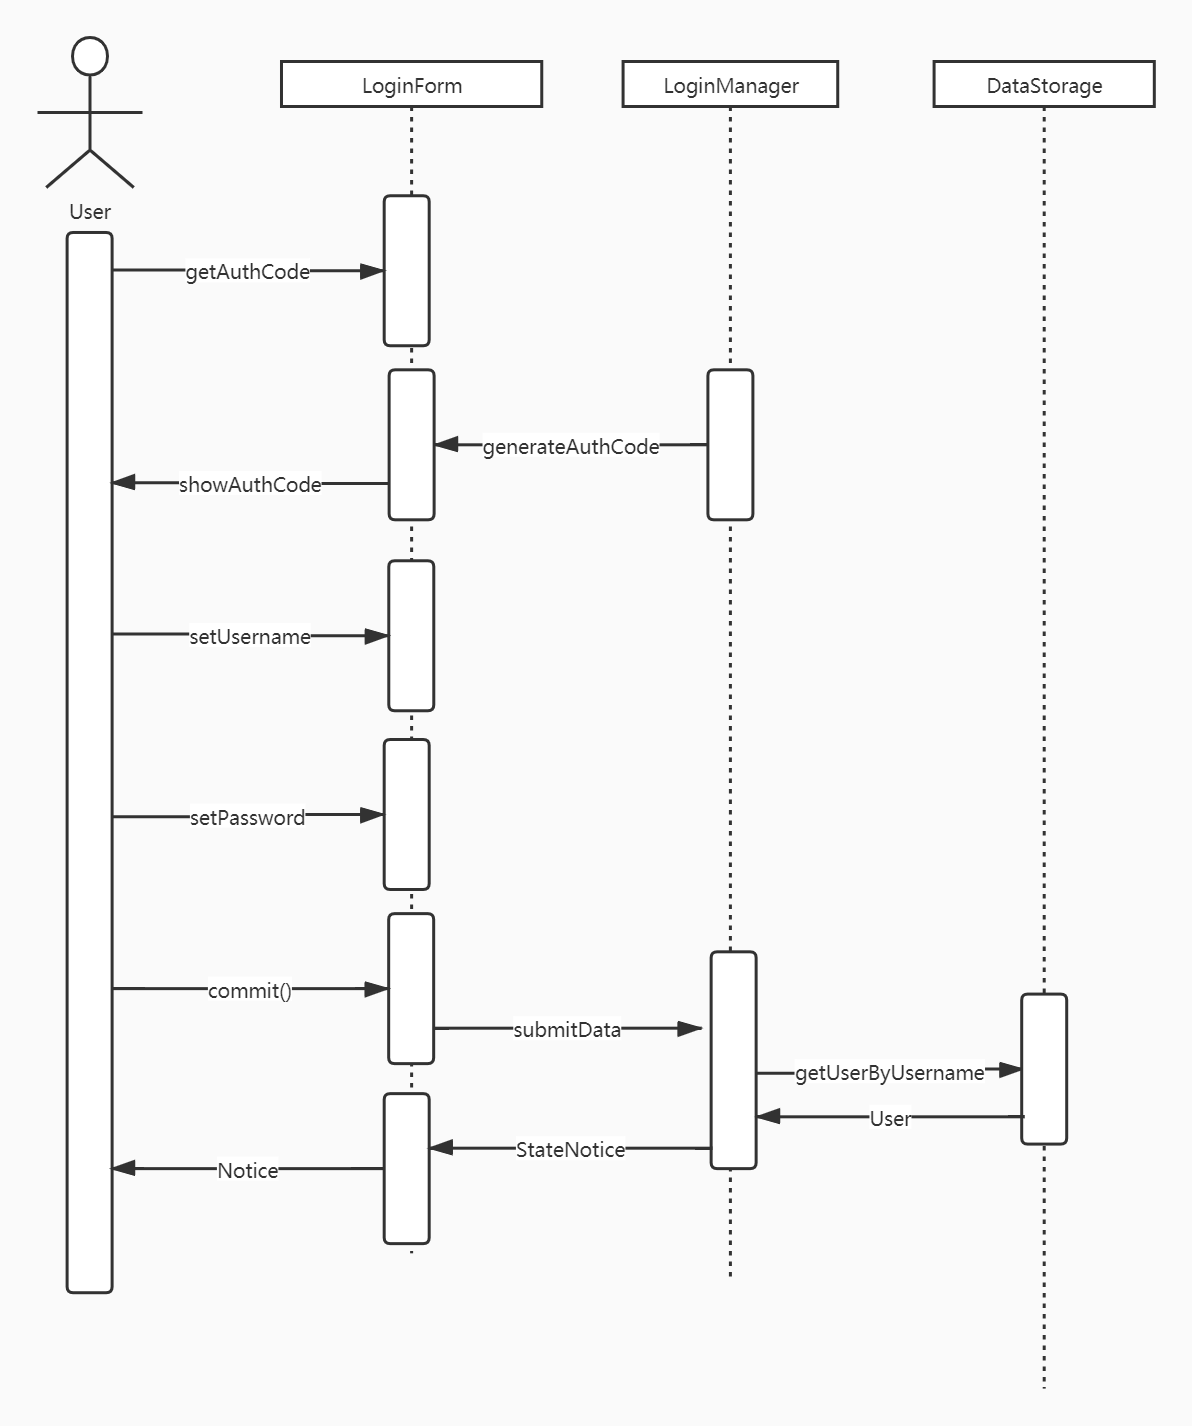 LoginForm
LoginManager
DataStorage
User
getAuthCode
generateAuthCode
showAuthCode
setUsername
setPassword
commit()
submitData
getUserByUsername
User
StateNotice
Notice